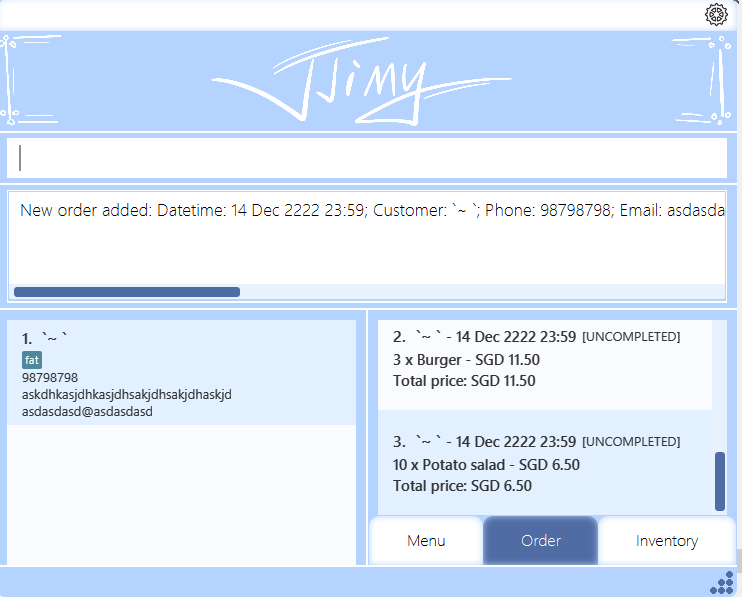 JJIMY
New order added: Datetime: 14 Dec 2222 23:59; Customer: `~ `; Phone: 98798798; Email: asdasda
1. `~ `
fat
98798798
askdhkasjdhkasjdhsakjdhsakjdhaskjd
asdasdasd@asdasdasd
2. `~ ` - 14 Dec 2222 23:59 [UNCOMPLETED]
3 x Burger - SGD 11.50
Total price: SGD 11.50
3. `~ ` - 14 Dec 2222 23:59 [UNCOMPLETED]
10 x Potato salad - SGD 6.50
Total price: SGD 6.50
Menu
Order
Inventory